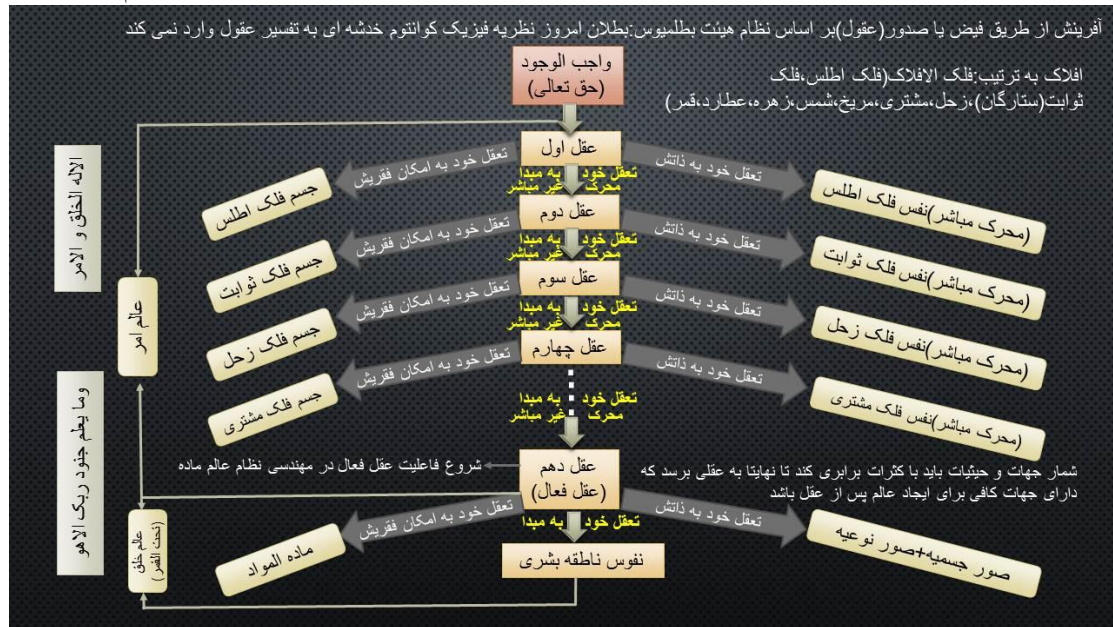 آفرینش از طریق فیض یا صدور(عقول)بر اساس نظام هیئت بطلمیوس:بطلان امروز نظریه فیزیک کوانتوم خدشه ای به تفسیر عقول وارد نمی کند
واجب الوجود
(حق تعالی)
افلاک به ترتیب:فلک الافلاک(فلک اطلس،فلک
ثوابت(ستارگان)،زحل،مشتری،مریخ،شمس،زهره،عطارد،قمر)
عقل اول
تعقل خود به ذاتش
(محرک مباشر)نفس فلک اطلس
تعقل خود به امکان فقریش
جسم فلک اطلس
تعقل خود به مبدا
محرک غیر مباشر
عقل دوم
تعقل خود به ذاتش
(محرک مباشر)نفس فلک ثوابت
تعقل خود به امکان فقریش
جسم فلک ثوابت
تعقل خود به مبدا
محرک غیر مباشر
عقل سوم
تعقل خود به ذاتش
(محرک مباشر)نفس فلک زحل
تعقل خود به امکان فقریش
جسم فلک زحل
تعقل خود به مبدا
محرک غیر مباشر
عقل چهارم
تعقل خود به ذاتش
(محرک مباشر)نفس فلک مشتری
تعقل خود به امکان فقریش
جسم فلک مشتری
تعقل خود به مبدا
محرک غیر مباشر
شمار جهات و حیثیات باید با کثرات برابری کند تا نهایتا به عقلی برسد که
دارای جهات کافی برای ایجاد عالم پس از عقل باشد
عقل دهم
(عقل فعال)
شروع فاعلیت عقل فعال در مهندسی نظام عالم ماده
تعقل خود به ذاتش
صور جسمیه+صور نوعیه
تعقل خود به امکان فقریش
ماده المواد
تعقل خود به مبدا
نفوس ناطقه بشری
الاله الخلق و الامر
عالم امر
وما یعلم جنود ربک الاهو
عالم خلق
(تحت القمر)